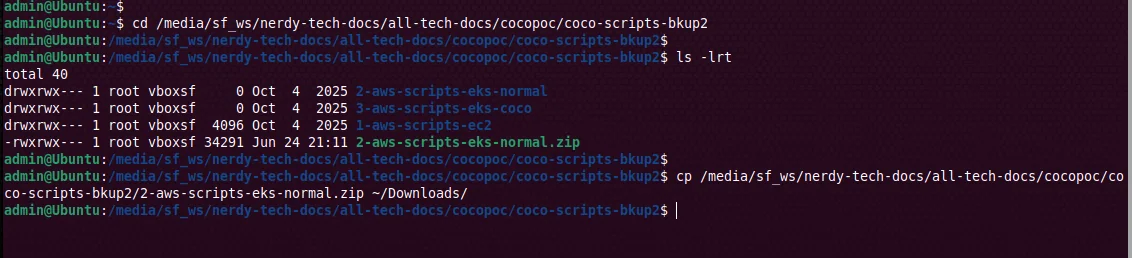 admin@Ubuntu:~$
admin@Ubuntu:~$ cd /media/sf_ws/nerdy-tech-docs/all-tech-docs/cocopoc/coco-scripts-bkup2
admin@Ubuntu:/media/sf_ws/nerdy-tech-docs/all-tech-docs/cocopoc/coco-scripts-bkup2$
admin@Ubuntu:/media/sf_ws/nerdy-tech-docs/all-tech-docs/cocopoc/coco-scripts-bkup2$ ls -lrt
total 40
drwxrwx--- 1 root vboxsf     0 Oct  4  2025 2-aws-scripts-eks-normal
drwxrwx--- 1 root vboxsf     0 Oct  4  2025 3-aws-scripts-eks-coco
drwxrwx--- 1 root vboxsf  4096 Oct  4  2025 1-aws-scripts-ec2
-rwxrwx--- 1 root vboxsf 34291 Jun 24 21:11 2-aws-scripts-eks-normal.zip
admin@Ubuntu:/media/sf_ws/nerdy-tech-docs/all-tech-docs/cocopoc/coco-scripts-bkup2$
admin@Ubuntu:/media/sf_ws/nerdy-tech-docs/all-tech-docs/cocopoc/coco-scripts-bkup2$ cp /media/sf_ws/nerdy-tech-docs/all-tech-docs/cocopoc/co
co-scripts-bkup2/2-aws-scripts-eks-normal.zip ~/Downloads/
admin@Ubuntu:/media/sf_ws/nerdy-tech-docs/all-tech-docs/cocopoc/coco-scripts-bkup2$